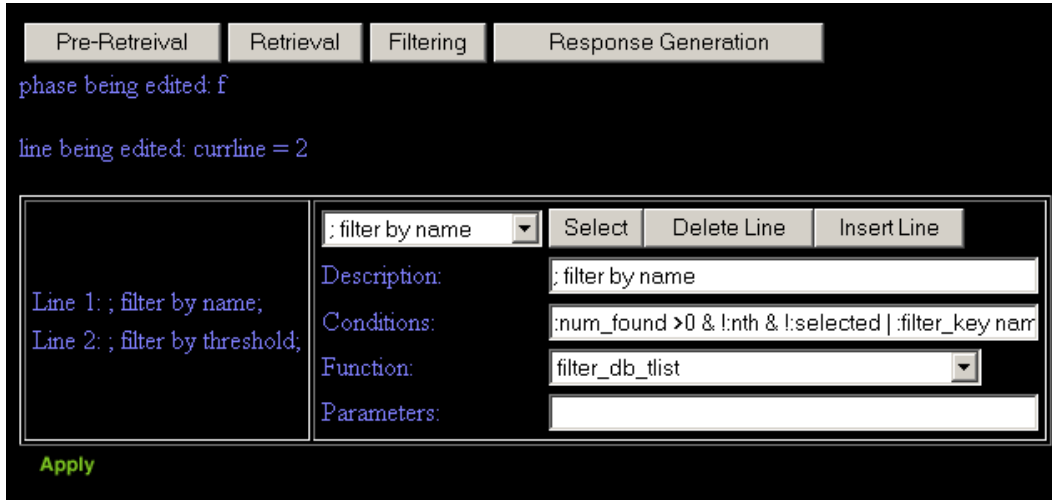 Pre-Retreival Retrieval Filtering Response Generation
phase being edited: f
line being edited: currline = 2
Line 1: ; filter by name;
Line 2: ; filter by threshold;
; filter by name Select Delete Line Insert Line
Description: ; filter by name
Conditions: :num_found >0 & !:nth & !:selected | :filter_key nam
Function: filter_db_tlist
Parameters:
Apply